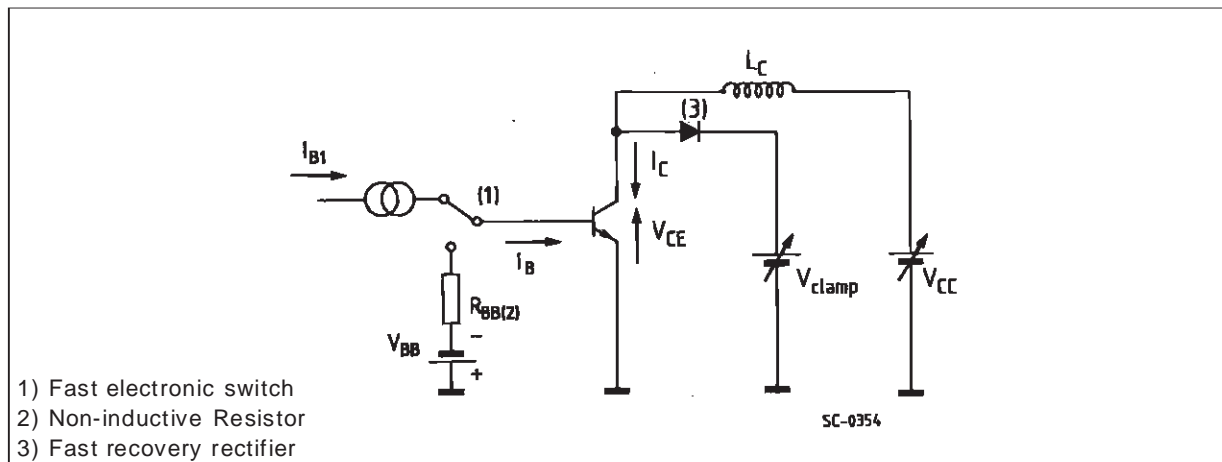 L_C
(3)
I_B1
(1)
I_C
V_CE
I_B
V_clamp
V_CC
R_BB(2)
V_BB
-
+
SC-0354
1) Fast electronic switch
2) Non-inductive Resistor
3) Fast recovery rectifier